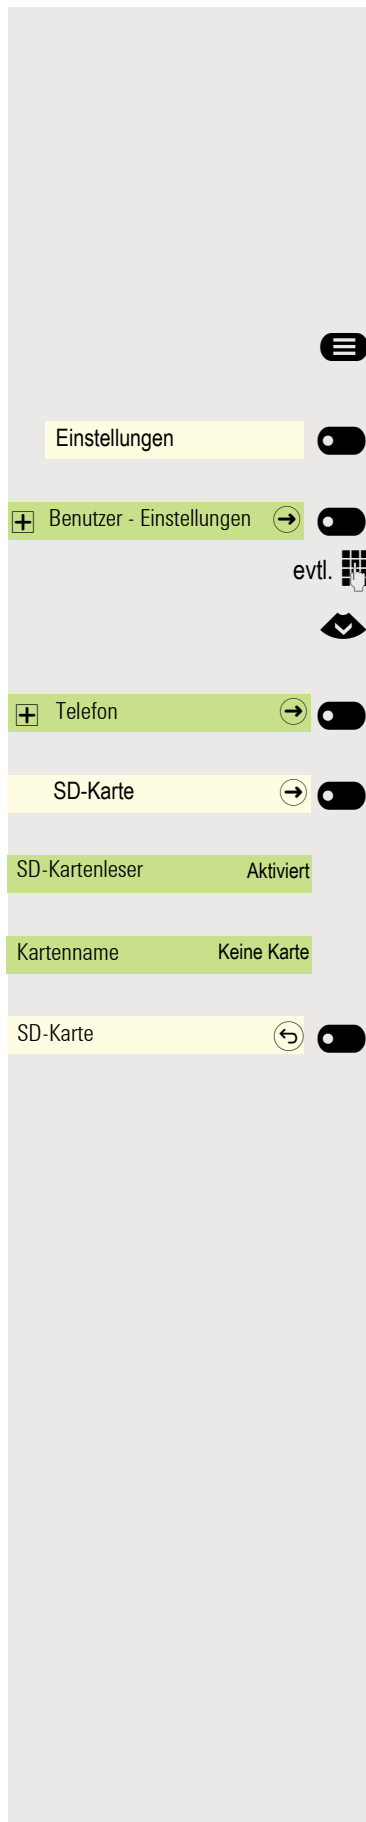 Einstellungen
Benutzer - Einstellungen
evtl.
Telefon
SD-Karte
SD-Kartenleser Aktiviert
Kartenname Keine Karte
SD-Karte